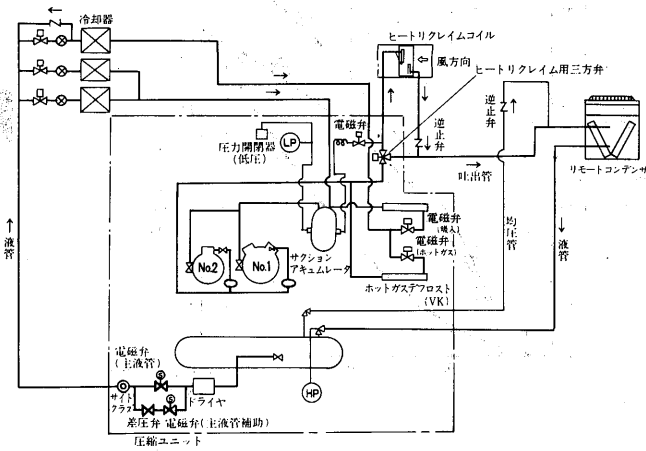 冷却器
ヒートリクレイムコイル
風方向
ヒートリクレイム用三方弁
逆止弁
逆止弁
電磁弁
圧力開閉器
(低圧)
LP
リモートコンデンサ
吐出管
電磁弁
(吸入)
電磁弁
(ホットガス)
均圧管
液管
液管
No.2
No.1
サクション
アキュムレータ
ホットガスデフロスト
(VK)
電磁弁
(主液管)
S
サイト
グラス
ドライヤ
HP
S
差圧弁 電磁弁(主液管補助)
圧縮ユニット